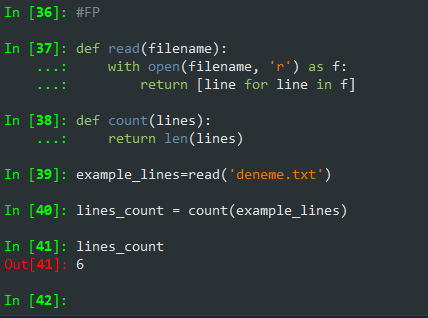 In [36]: #FP
In [37]: def read(filename):
    ...:     with open(filename, 'r') as f:
    ...:         return [line for line in f]
In [38]: def count(lines):
    ...:     return len(lines)
In [39]: example_lines=read('deneme.txt')
In [40]: lines_count = count(example_lines)
In [41]: lines_count
Out[41]: 6
In [42]: